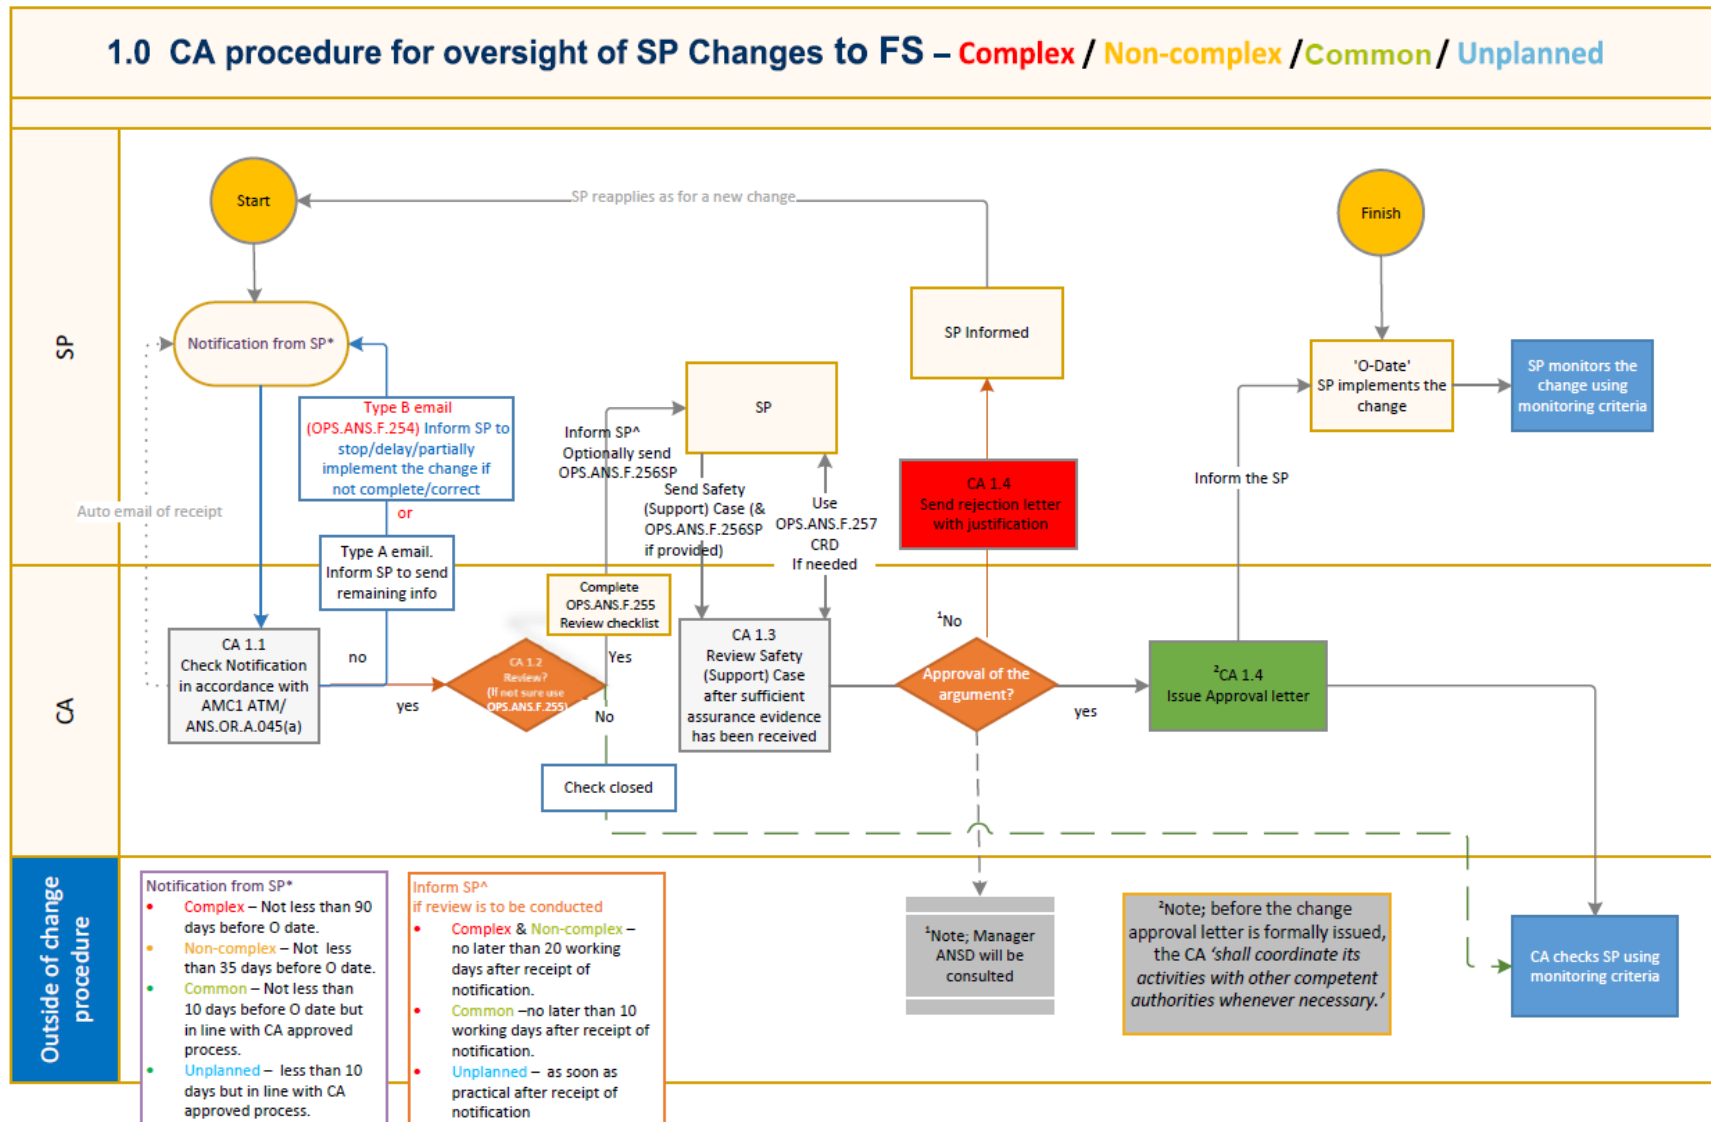 1.0 CA procedure for oversight of SP Changes to FS – Complex / Non-complex / Common / Unplanned
SP
Start
SP reapplies as for a new change
Finish
Notification from SP*
SP Informed
'O-Date'
SP implements the
change
SP monitors the
change using
monitoring criteria
Type B email
(OPS.ANS.F.254) Inform SP to
stop/delay/partially
implement the change if
not complete/correct
or
Type A email.
Inform SP to send
remaining info
Auto email of receipt
SP
Inform SP^
Optionally send
OPS.ANS.F.256SP
Send Safety
(Support) Case (&
OPS.ANS.F.256SP
if provided)
Use
OPS.ANS.F.257
CRD
If needed
CA 1.4
Send rejection letter
with justification
Inform the SP
CA
CA 1.1
Check Notification
in accordance with
AMC1 ATM/
ANS.OR.A.045(a)
no
yes
CA 1.2
Review?
(If not sure use
OPS.ANS.F.255)
Complete
OPS.ANS.F.255
Review checklist
Yes
No
Check closed
CA 1.3
Review Safety
(Support) Case
after sufficient
assurance evidence
has been received
¹No
Approval of the
argument?
yes
²CA 1.4
Issue Approval letter
Outside of change
procedure
Notification from SP*
• Complex – Not less than 90
days before O date.
• Non-complex – Not less
than 35 days before O date.
• Common – Not less than
10 days before O date but
in line with CA approved
process.
• Unplanned – less than 10
days but in line with CA
approved process.
Inform SP^
if review is to be conducted
• Complex & Non-complex –
no later than 20 working
days after receipt of
notification.
• Common –no later than 10
working days after receipt of
notification.
• Unplanned – as soon as
practical after receipt of
notification
¹Note; Manager
ANSD will be
consulted
²Note; before the change
approval letter is formally issued,
the CA ‘shall coordinate its
activities with other competent
authorities whenever necessary.’
CA checks SP using
monitoring criteria